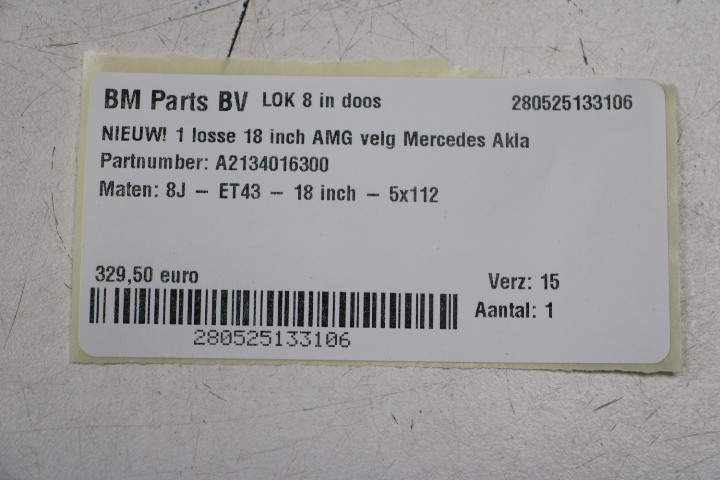 BM Parts BV LOK 8 in doos 280525133106
NIEUW! 1 losse 18 inch AMG velg Mercedes Akla
Partnumber: A2134016300
Maten: 8J – ET43 – 18 inch – 5x112
329,50 euro Verz: 15
Aantal: 1
280525133106